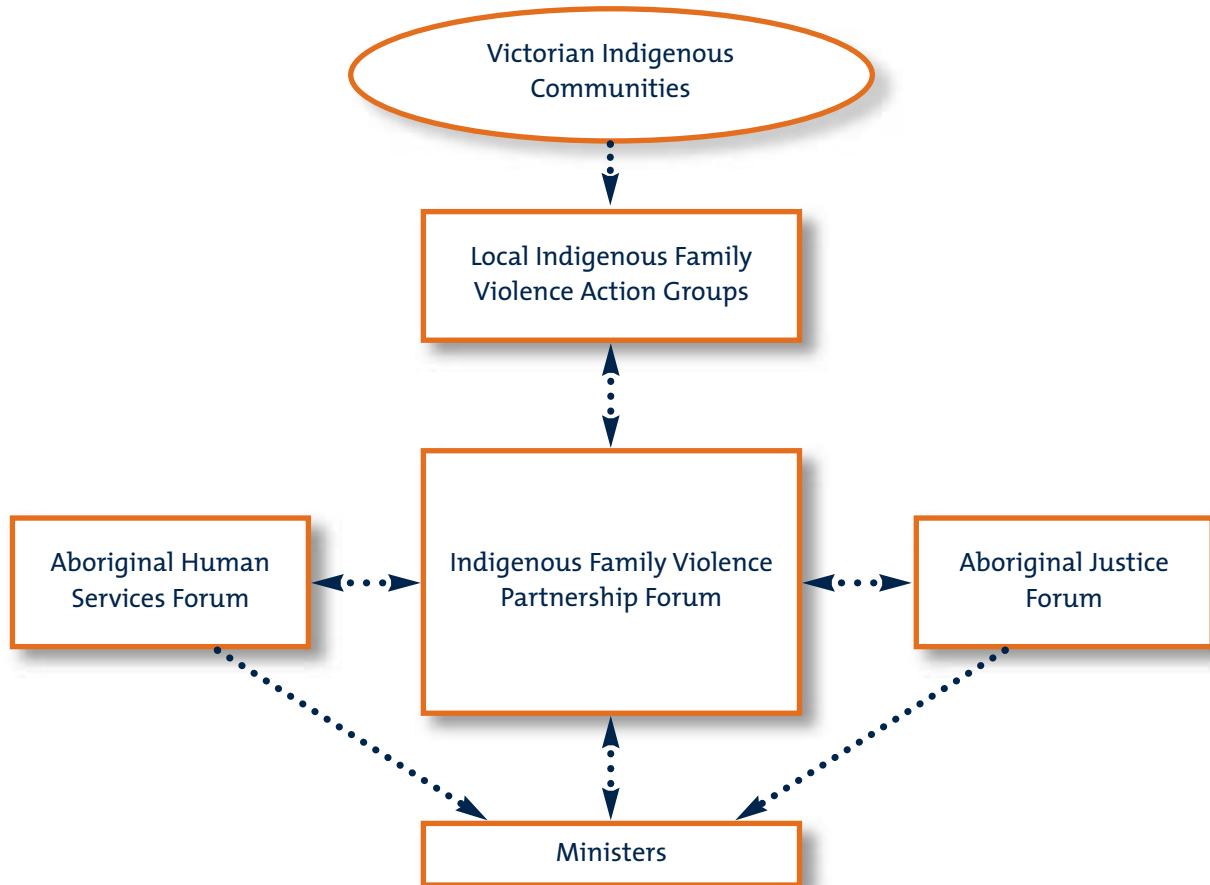 Victorian Indigenous
Communities
Local Indigenous Family
Violence Action Groups
Aboriginal Human
Services Forum
Indigenous Family Violence
Partnership Forum
Aboriginal Justice
Forum
Ministers